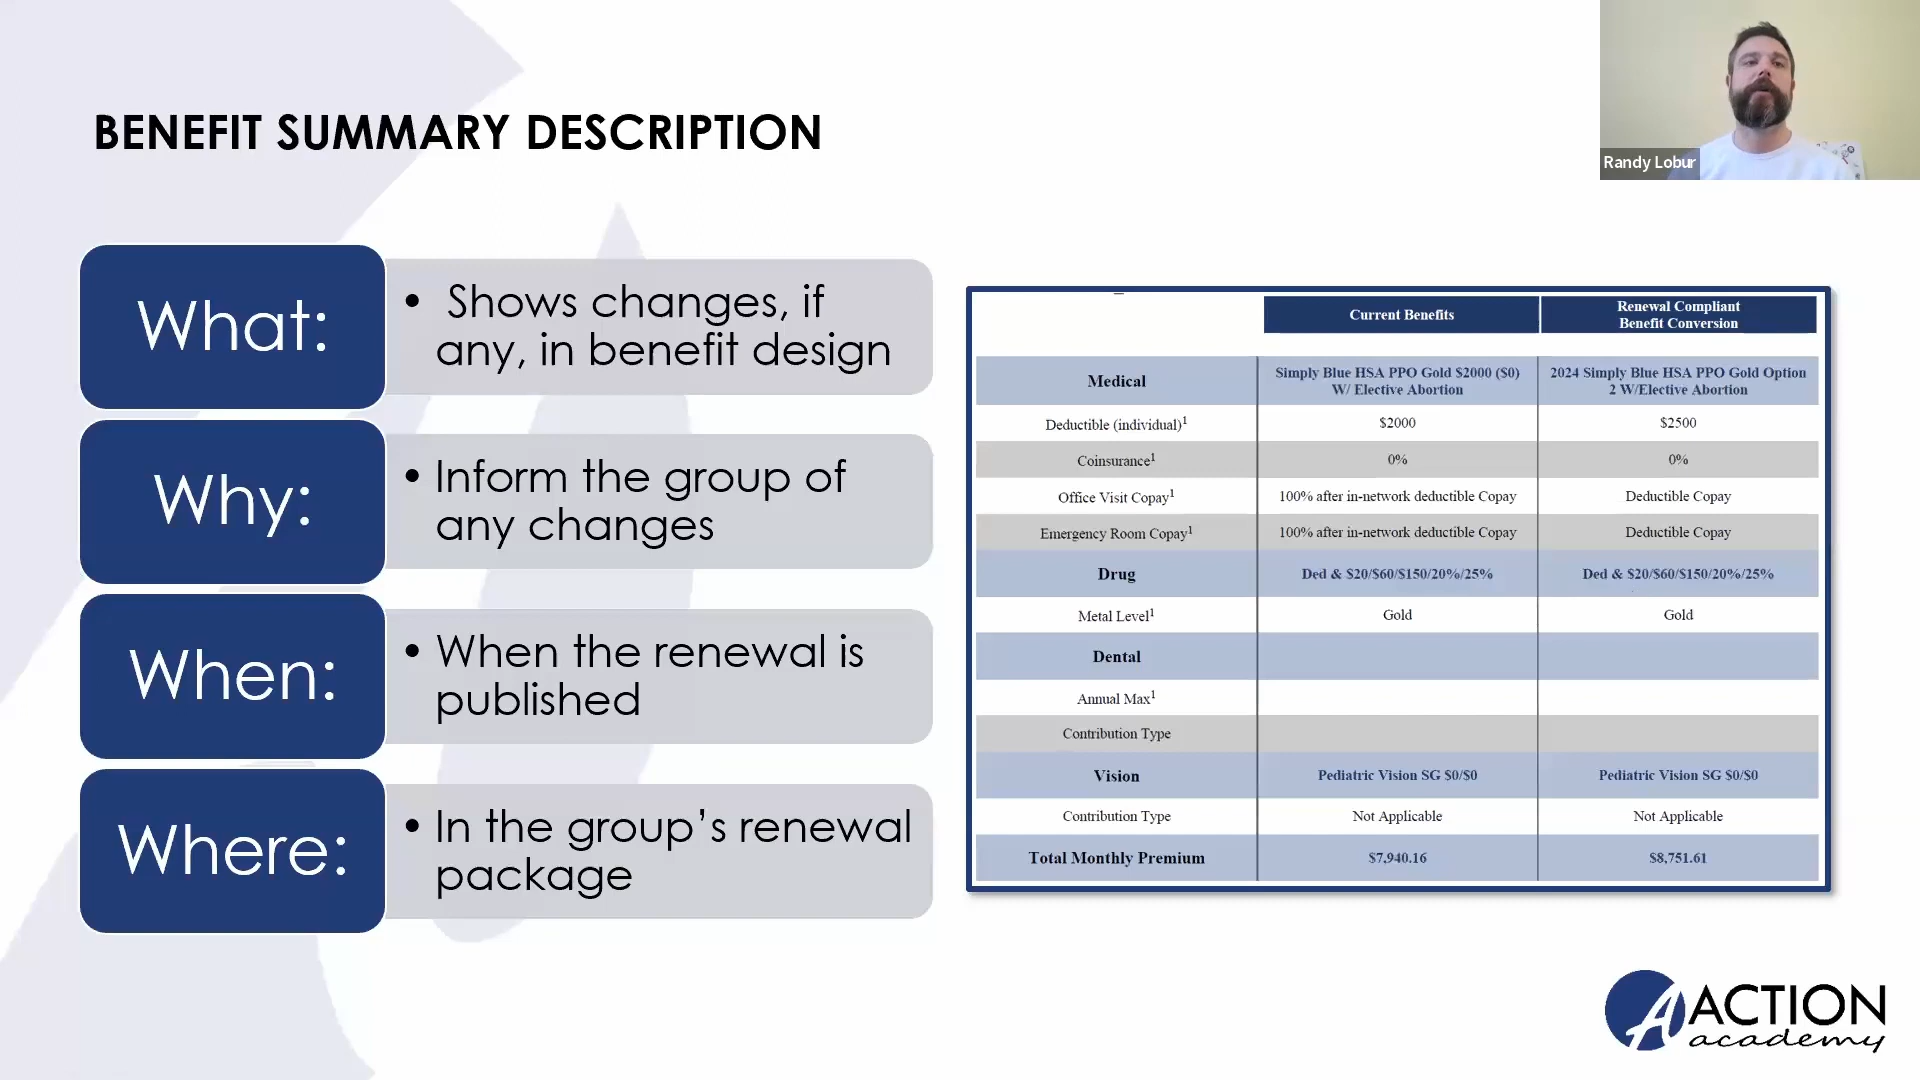 Randy Lobur
BENEFIT SUMMARY DESCRIPTION
What:
• Shows changes, if
any, in benefit design
Why:
• Inform the group of
any changes
When:
• When the renewal is
published
Where:
• In the group’s renewal
package
Current Benefits
Renewal Compliant
Benefit Conversion
Medical
Simply Blue HSA PPO Gold $2000 ($0)
W/ Elective Abortion
2024 Simply Blue HSA PPO Gold Option
2 W/Elective Abortion
Deductible (individual)1 $2000 $2500
Coinsurance1 0% 0%
Office Visit Copay1 100% after in-network deductible Copay Deductible Copay
Emergency Room Copay1 100% after in-network deductible Copay Deductible Copay
Drug Ded & $20/$60/$150/20%/25% Ded & $20/$60/$150/20%/25%
Metal Level1 Gold Gold
Dental
Annual Max1
Contribution Type
Vision Pediatric Vision SG $0/$0 Pediatric Vision SG $0/$0
Contribution Type Not Applicable Not Applicable
Total Monthly Premium $7,940.16 $8,751.61
A ACTION
academy